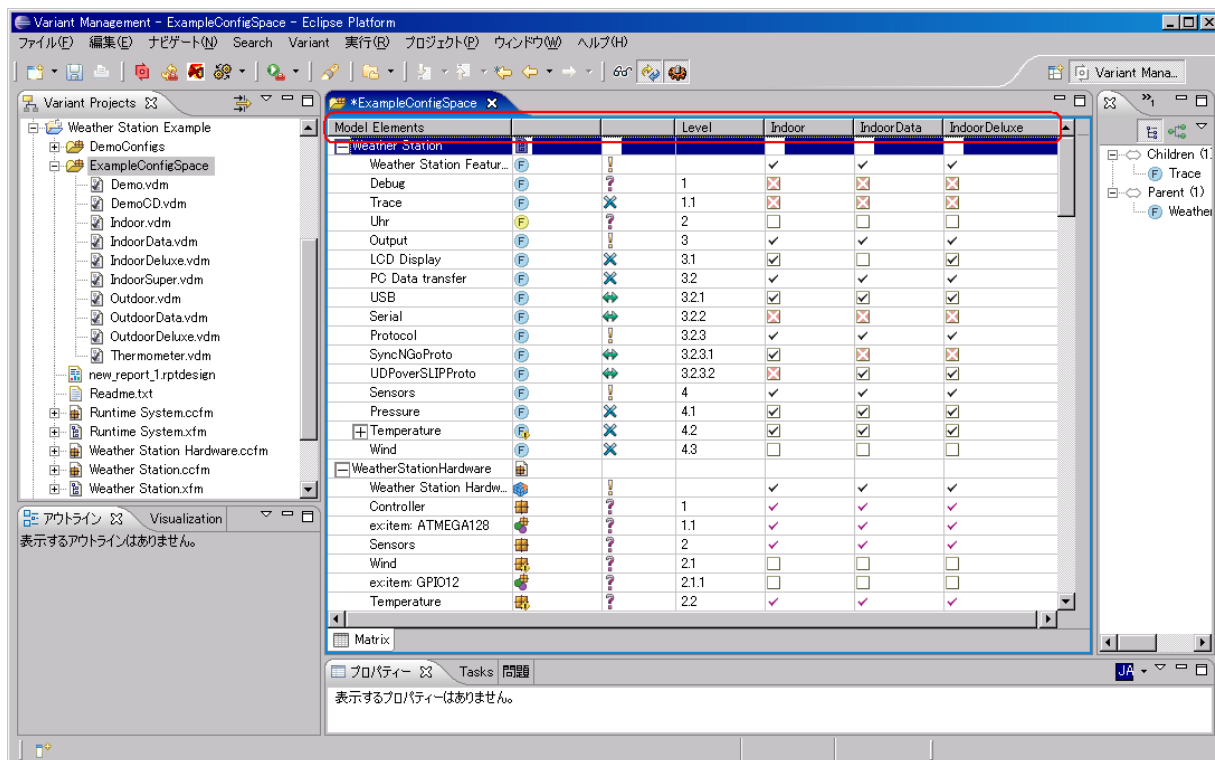 Variant Management - ExampleConfigSpace - Eclipse Platform
ファイル(F) 編集(E) ナビゲート(N) Search Variant 実行(R) プロジェクト(P) ウィンドウ(W) ヘルプ(H)
Variant Mana...
Variant Projects
Weather Station Example
DemoConfigs
ExampleConfigSpace
Demo.vdm
DemoCD.vdm
Indoor.vdm
IndoorData.vdm
IndoorDeluxe.vdm
IndoorSuper.vdm
Outdoor.vdm
OutdoorData.vdm
OutdoorDeluxe.vdm
Thermometer.vdm
new_report_1.rptdesign
Readme.txt
Runtime System.ccfm
Runtime System.xfm
Weather Station Hardware.ccfm
Weather Station.ccfm
Weather Station.xfm
アウトライン Visualization
表示するアウトラインはありません。
*ExampleConfigSpace
Model Elements Level Indoor IndoorData IndoorDeluxe
Weather Station
Weather Station Featur...
Debug 1
Trace 1.1
Uhr 2
Output 3
LCD Display 3.1
PC Data transfer 3.2
USB 3.2.1
Serial 3.2.2
Protocol 3.2.3
SyncNGoProto 3.2.3.1
UDPoverSLIPProto 3.2.3.2
Sensors 4
Pressure 4.1
Temperature 4.2
Wind 4.3
WeatherStationHardware
Weather Station Hardw...
Controller 1
ex:item: ATMEGA128 1.1
Sensors 2
Wind 2.1
ex:item: GPIO12 2.1.1
Temperature 2.2
Matrix
プロパティー Tasks 問題
JA
表示するプロパティーはありません。
Children (1
Trace
Parent (1)
Weather